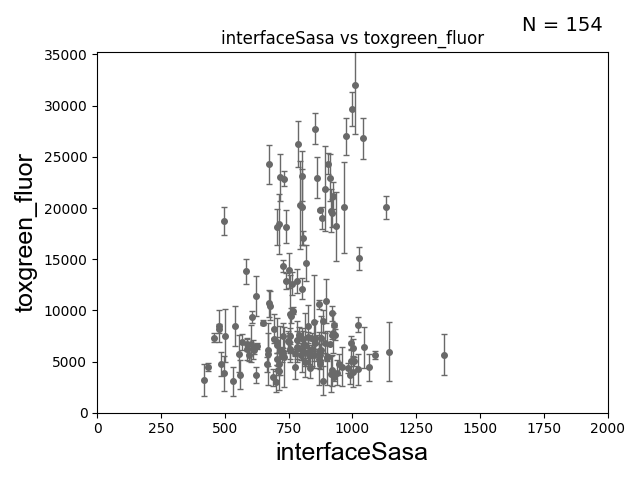 N = 154
interfaceSasa vs toxgreen_fluor
35000
30000
25000
20000
15000
10000
5000
0
toxgreen_fluor
0 250 500 750 1000 1250 1500 1750 2000
interfaceSasa